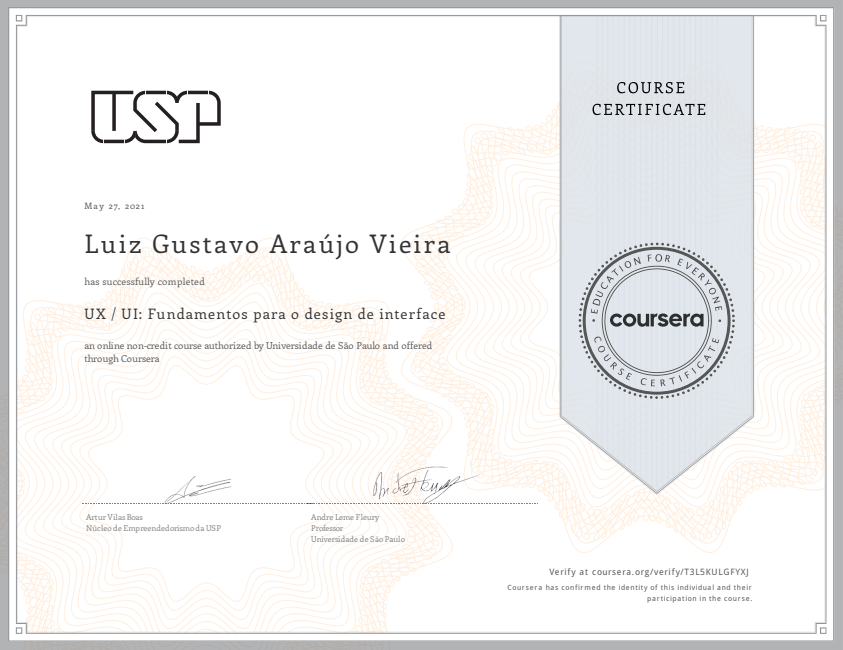 USP
COURSE
CERTIFICATE
May 27, 2021
Luiz Gustavo Araújo Vieira
has successfully completed
UX / UI: Fundamentos para o design de interface
an online non-credit course authorized by Universidade de São Paulo and offered
through Coursera
EDUCATION FOR EVERYONE
coursera
COURSE CERTIFICATE
Artur Vilas Boas
Núcleo de Empreendedorismo da USP
Andre Leme Fleury
Professor
Universidade de São Paulo
Verify at coursera.org/verify/T3L5KULGFYXJ
Coursera has confirmed the identity of this individual and their
participation in the course.